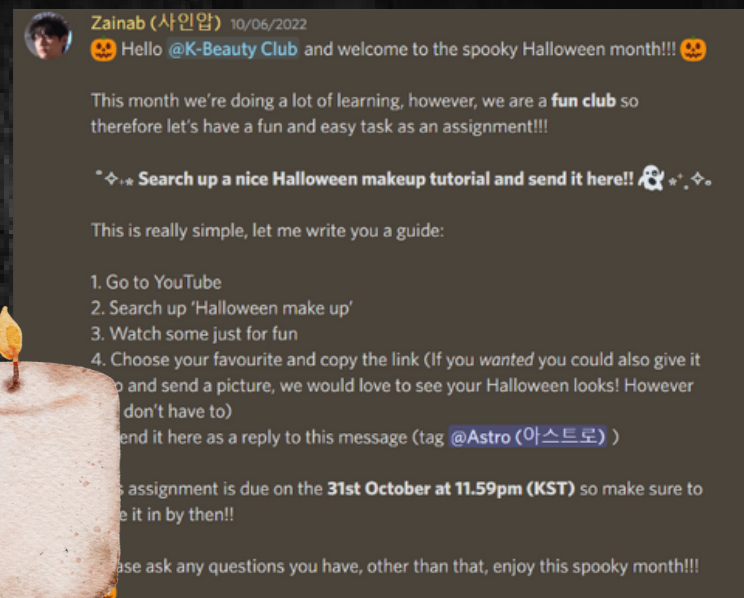 Zainab (사인압) 10/06/2022
🎃 Hello @K-Beauty Club and welcome to the spooky Halloween month!!! 🎃
This month we're doing a lot of learning, however, we are a fun club so
therefore let's have a fun and easy task as an assignment!!!
Search up a nice Halloween makeup tutorial and send it here!! 👻
This is really simple, let me write you a guide:
1. Go to YouTube
2. Search up 'Halloween make up'
3. Watch some just for fun
4. Choose your favourite and copy the link (If you wanted you could also give it
and send a picture, we would love to see your Halloween looks! However
don't have to)
it here as a reply to this message (tag @Astro (아스트로) )
assignment is due on the 31st October at 11.59pm (KST) so make sure to
it in by then!!
ask any questions you have, other than that, enjoy this spooky month!!!